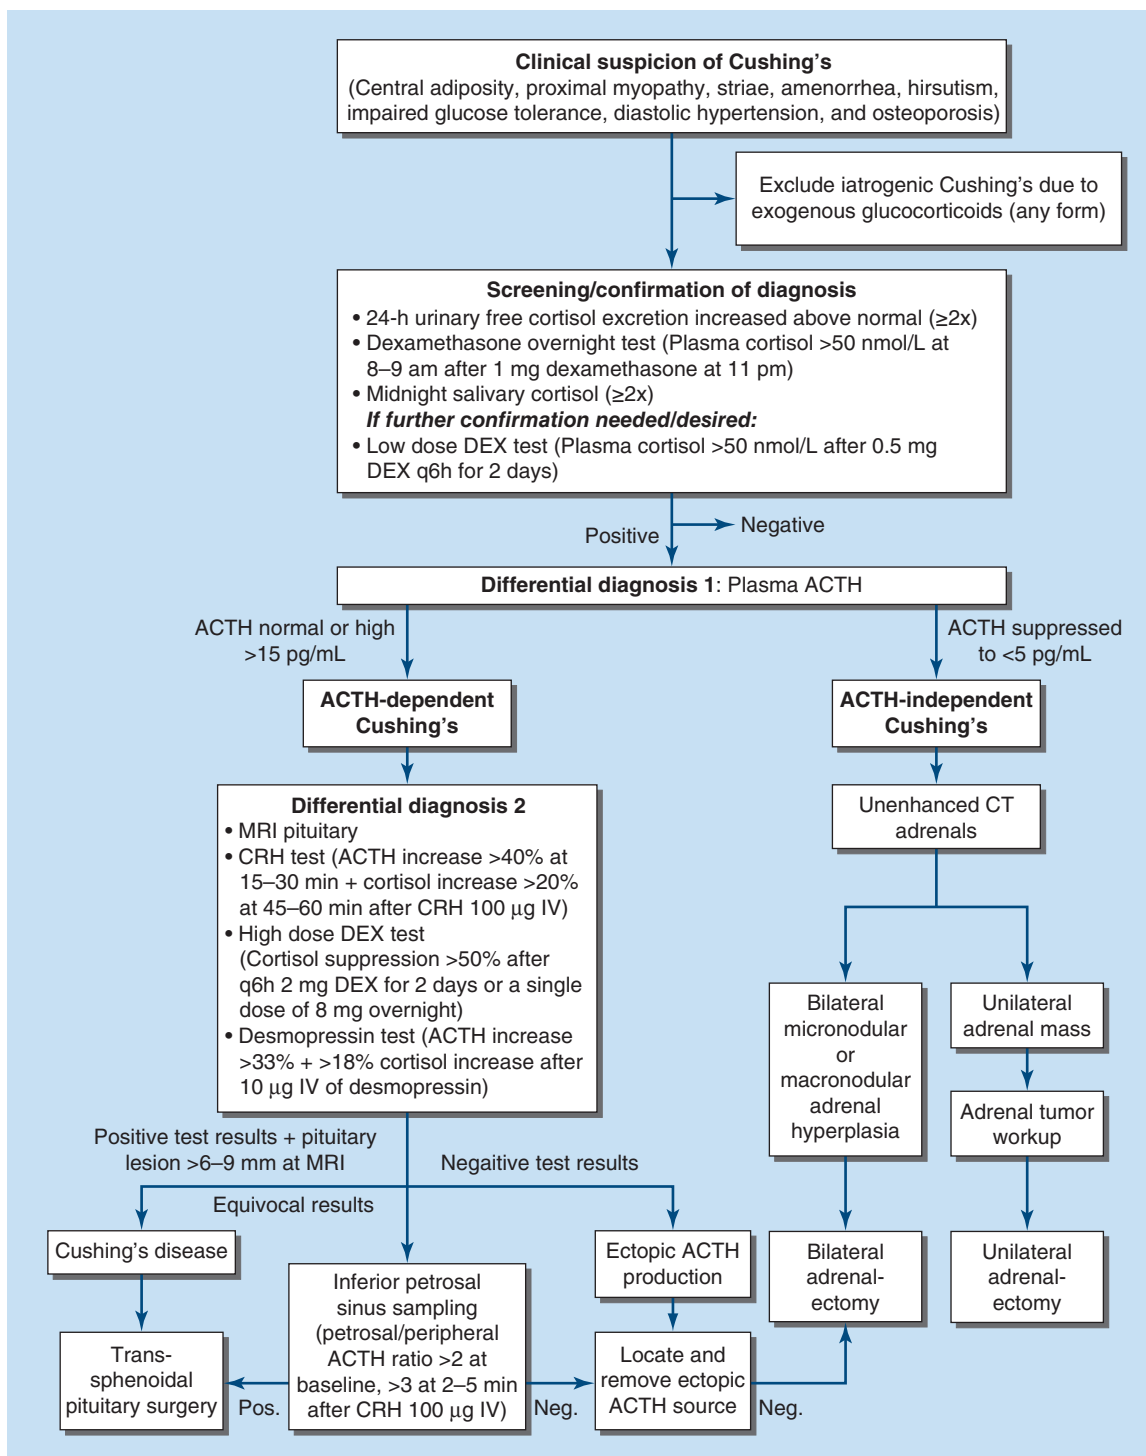 Clinical suspicion of Cushing's
(Central adiposity, proximal myopathy, striae, amenorrhea, hirsutism,
impaired glucose tolerance, diastolic hypertension, and osteoporosis)
Exclude iatrogenic Cushing's due to
exogenous glucocorticoids (any form)
Screening/confirmation of diagnosis
• 24-h urinary free cortisol excretion increased above normal (≥2x)
• Dexamethasone overnight test (Plasma cortisol >50 nmol/L at
8–9 am after 1 mg dexamethasone at 11 pm)
• Midnight salivary cortisol (≥2x)
If further confirmation needed/desired:
• Low dose DEX test (Plasma cortisol >50 nmol/L after 0.5 mg
DEX q6h for 2 days)
Positive
Negative
Differential diagnosis 1: Plasma ACTH
ACTH normal or high
>15 pg/mL
ACTH suppressed
to <5 pg/mL
ACTH-dependent
Cushing's
ACTH-independent
Cushing's
Differential diagnosis 2
• MRI pituitary
• CRH test (ACTH increase >40% at
15–30 min + cortisol increase >20%
at 45–60 min after CRH 100 μg IV)
• High dose DEX test
(Cortisol suppression >50% after
q6h 2 mg DEX for 2 days or a single
dose of 8 mg overnight)
• Desmopressin test (ACTH increase
>33% + >18% cortisol increase after
10 μg IV of desmopressin)
Unenhanced CT
adrenals
Bilateral
micronodular
or
macronodular
adrenal
hyperplasia
Unilateral
adrenal mass
Adrenal tumor
workup
Positive test results + pituitary
lesion >6–9 mm at MRI
Negaitive test results
Equivocal results
Cushing's disease
Inferior petrosal
sinus sampling
(petrosal/peripheral
ACTH ratio >2 at
baseline, >3 at 2–5 min
after CRH 100 μg IV)
Ectopic ACTH
production
Bilateral
adrenal-
ectomy
Unilateral
adrenal-
ectomy
Trans-
sphenoidal
pituitary surgery
Pos.
Neg.
Locate and
remove ectopic
ACTH source
Neg.